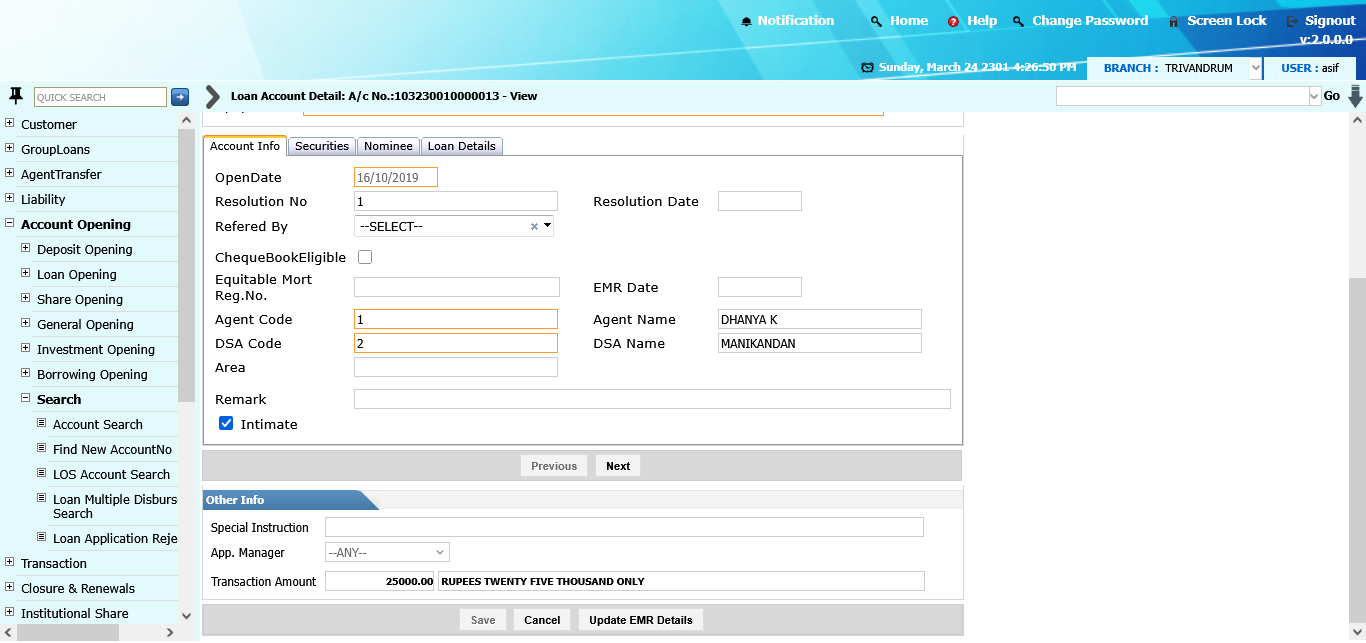 Notification Home Help Change Password Screen Lock Signout
v:2.0.0.0
Sunday, March 24 2301 4:26:50 PM BRANCH : TRIVANDRUM USER : asif
QUICK SEARCH
Loan Account Detail: A/c No.:103230010000013 - View
Go
Customer
GroupLoans
AgentTransfer
Liability
Account Opening
Deposit Opening
Loan Opening
Share Opening
General Opening
Investment Opening
Borrowing Opening
Search
Account Search
Find New AccountNo
LOS Account Search
Loan Multiple Disburs
Search
Loan Application Reje
Transaction
Closure & Renewals
Institutional Share
Account Info Securities Nominee Loan Details
OpenDate 16/10/2019
Resolution No 1 Resolution Date
Refered By --SELECT--
ChequeBookEligible
Equitable Mort
Reg.No. EMR Date
Agent Code 1 Agent Name DHANYA K
DSA Code 2 DSA Name MANIKANDAN
Area
Remark
Intimate
Previous Next
Other Info
Special Instruction
App. Manager --ANY--
Transaction Amount 25000.00 RUPEES TWENTY FIVE THOUSAND ONLY
Save Cancel Update EMR Details